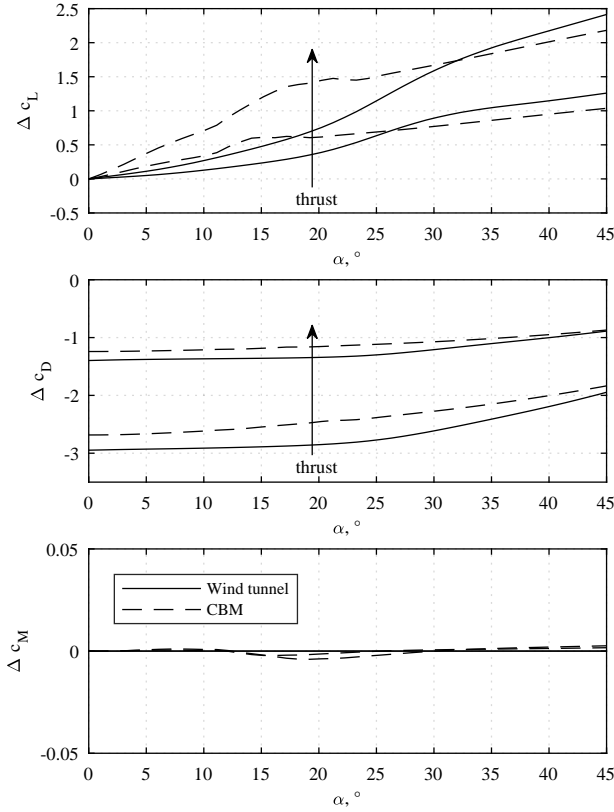 2.5
2
1.5
1
0.5
0
-0.5
Δ c_L
thrust
0 5 10 15 20 25 30 35 40 45
α, °
0
-1
-2
-3
Δ c_D
thrust
0 5 10 15 20 25 30 35 40 45
α, °
0.05
0
-0.05
Δ c_M
Wind tunnel
CBM
0 5 10 15 20 25 30 35 40 45
α, °